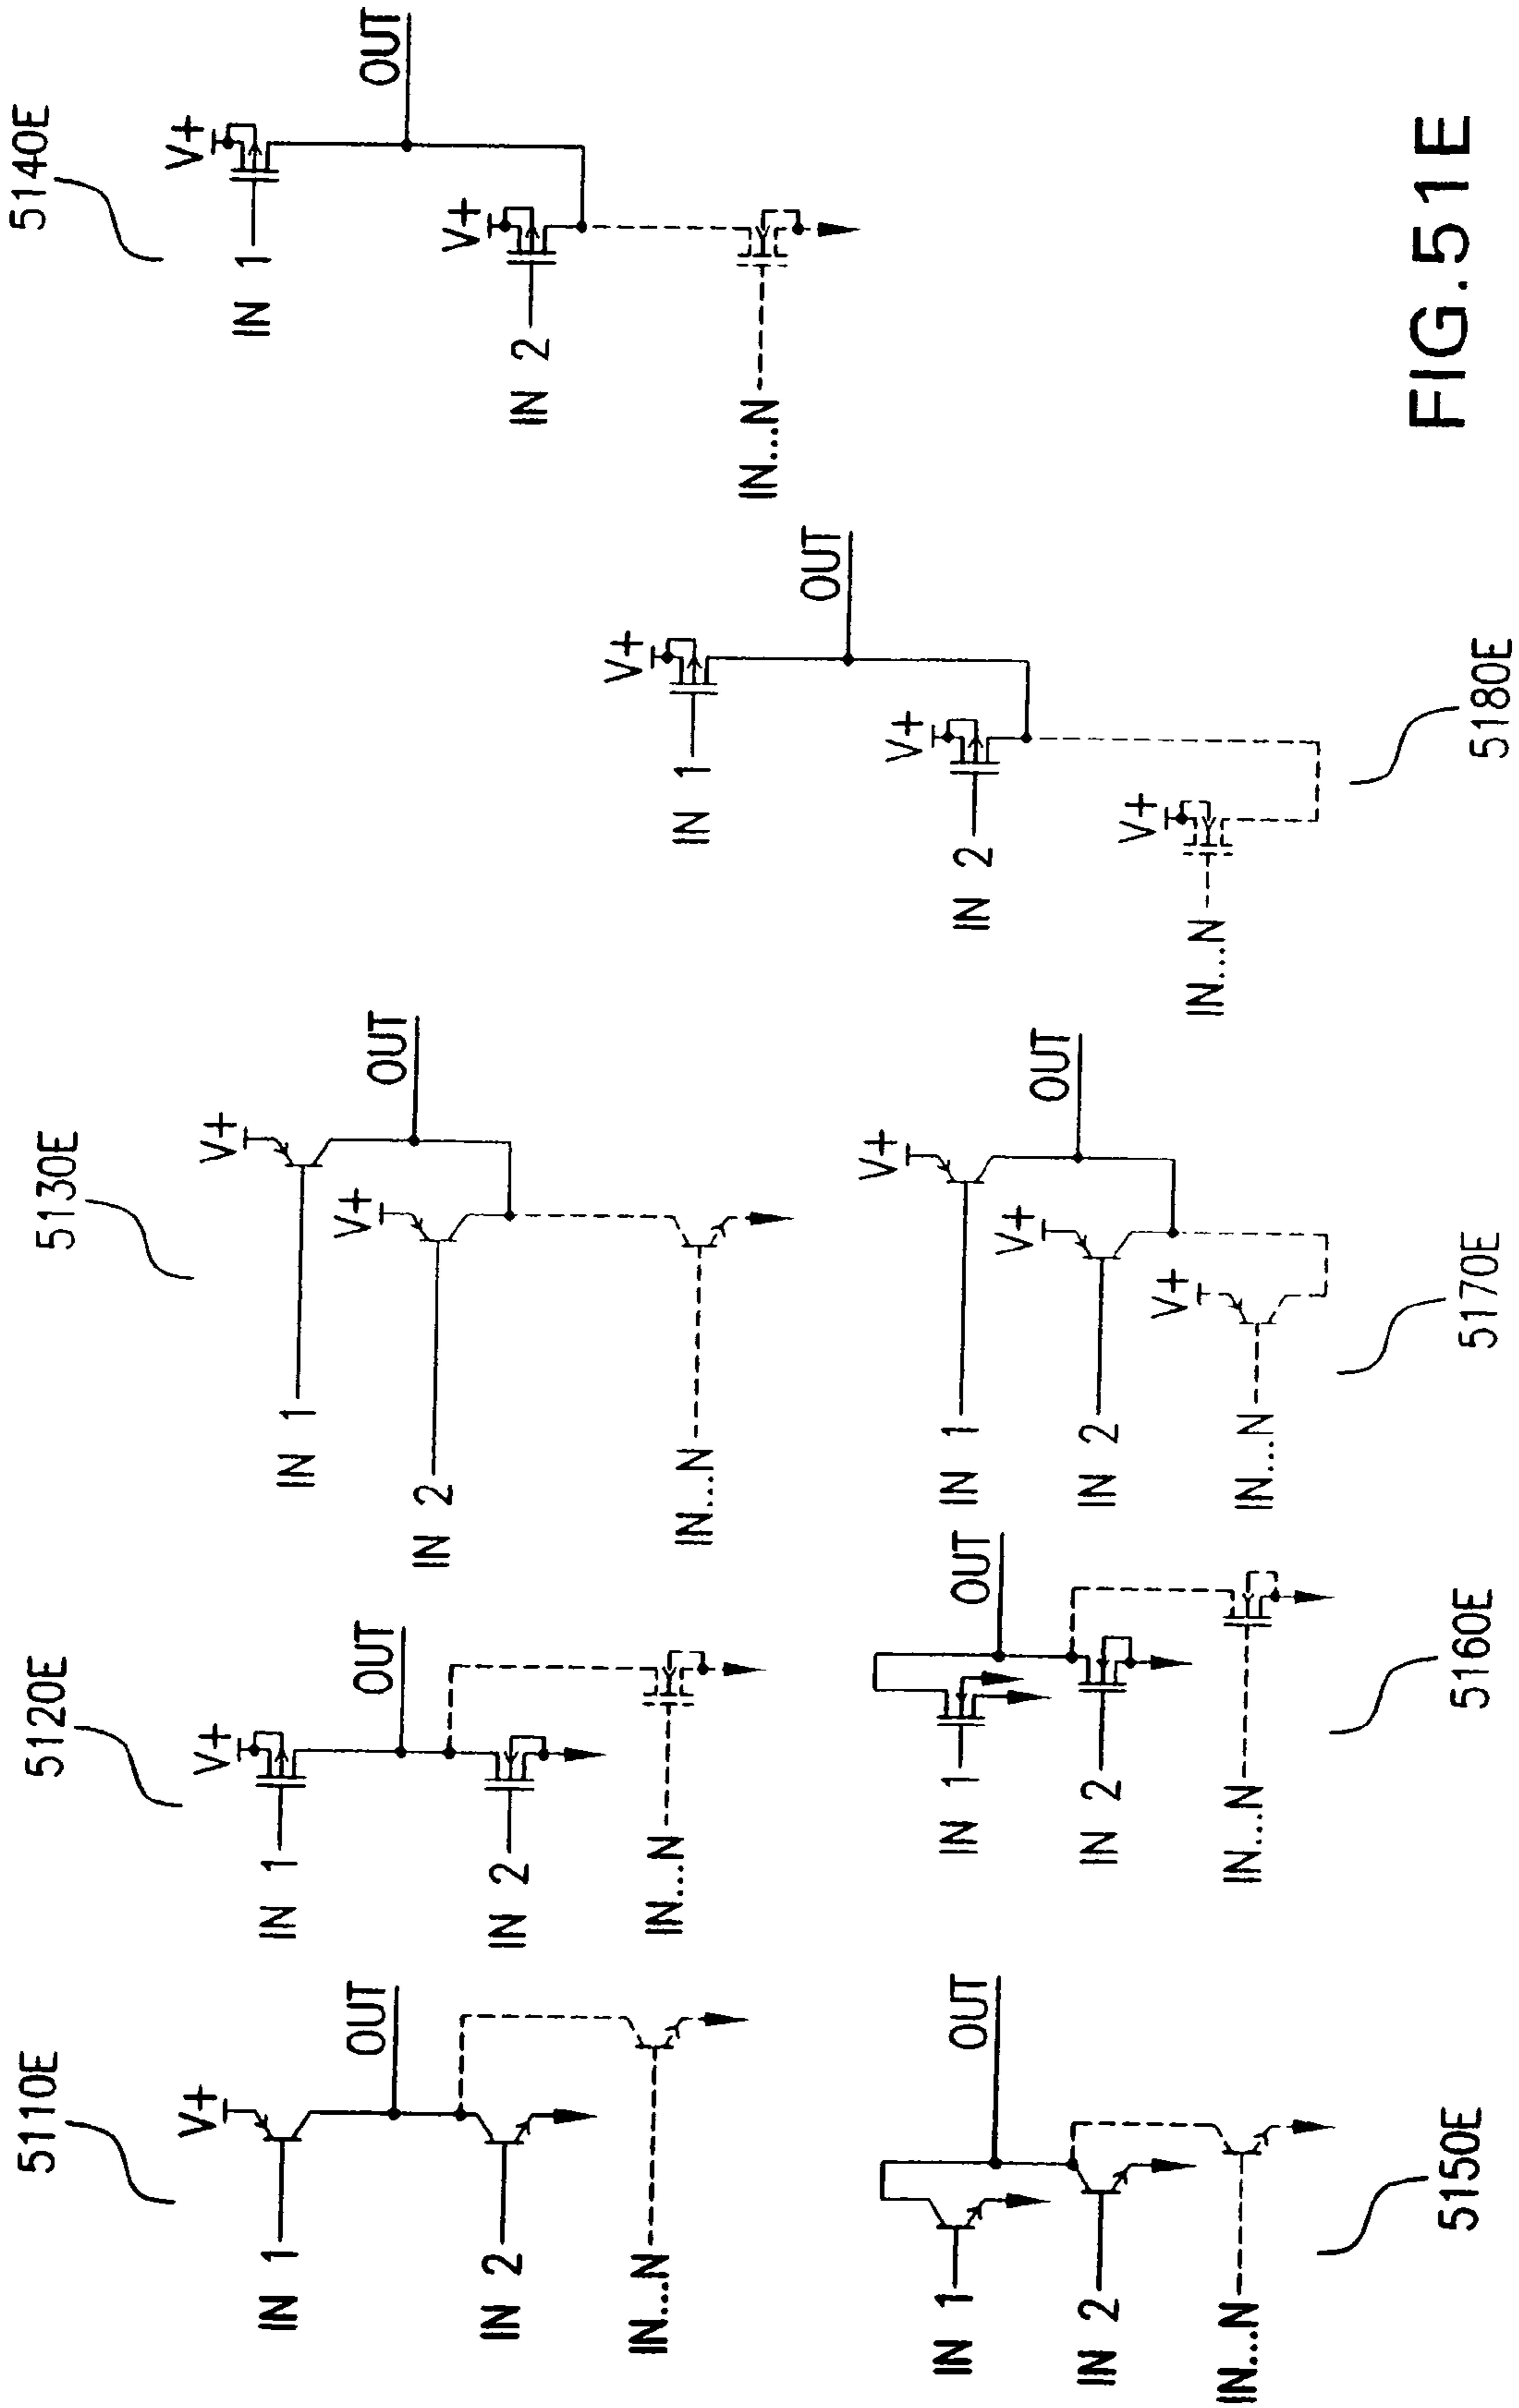 5110E
V+
IN 1
OUT
IN 2
IN...N
5120E
V+
IN 1
OUT
IN 2
IN...N
5130E
V+
IN 1
V+
OUT
IN 2
IN...N
5140E
V+
IN 1
OUT
V+
IN 2
IN...N
IN 1
OUT
IN 2
IN...N
5150E
IN 1
OUT
IN 2
IN...N
5160E
V+
IN 1
V+
OUT
IN 2
V+
IN...N
5170E
V+
IN 1
OUT
V+
IN 2
V+
IN...N
5180E
FIG.51E